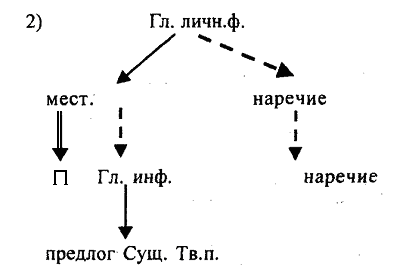 2) Гл. личн.ф.
мест. наречие
П Гл. инф. наречие
предлог Сущ. Тв.п.